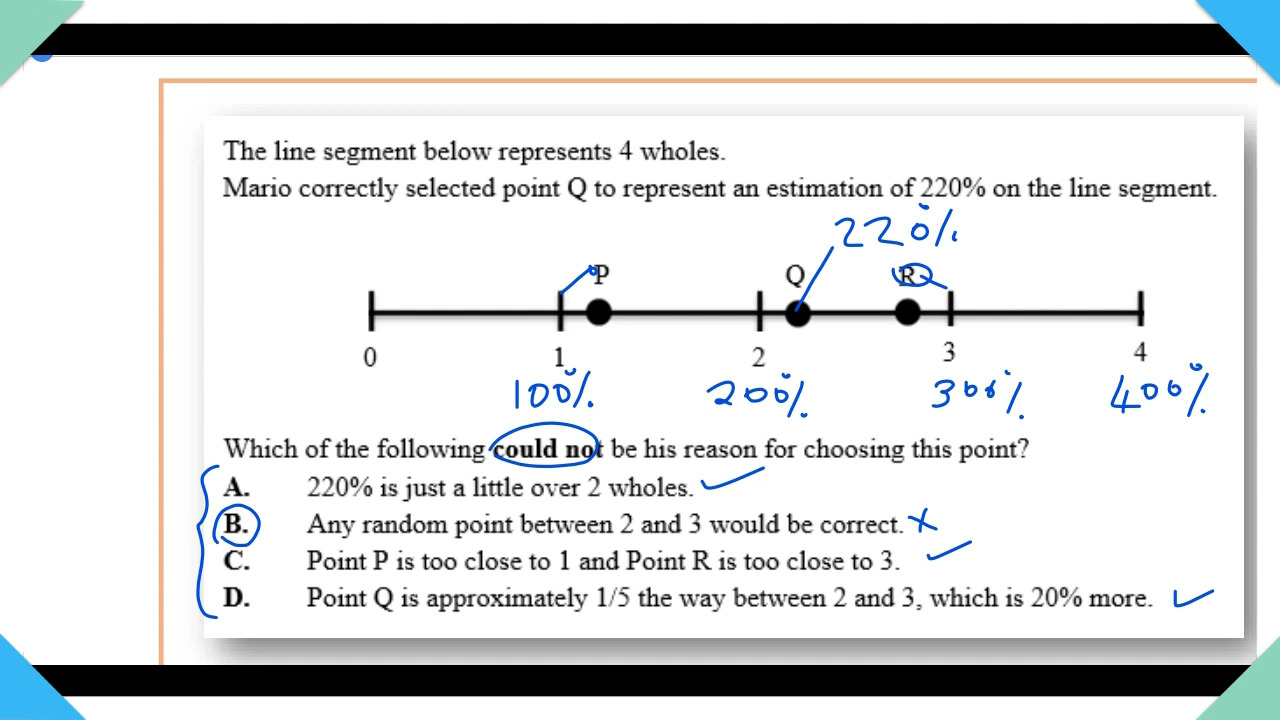 The line segment below represents 4 wholes.
Mario correctly selected point Q to represent an estimation of 220% on the line segment.
220%
P Q R
0 1 2 3 4
100% 200% 300% 400%
Which of the following could not be his reason for choosing this point?
A. 220% is just a little over 2 wholes.
B. Any random point between 2 and 3 would be correct.
C. Point P is too close to 1 and Point R is too close to 3.
D. Point Q is approximately 1/5 the way between 2 and 3, which is 20% more.